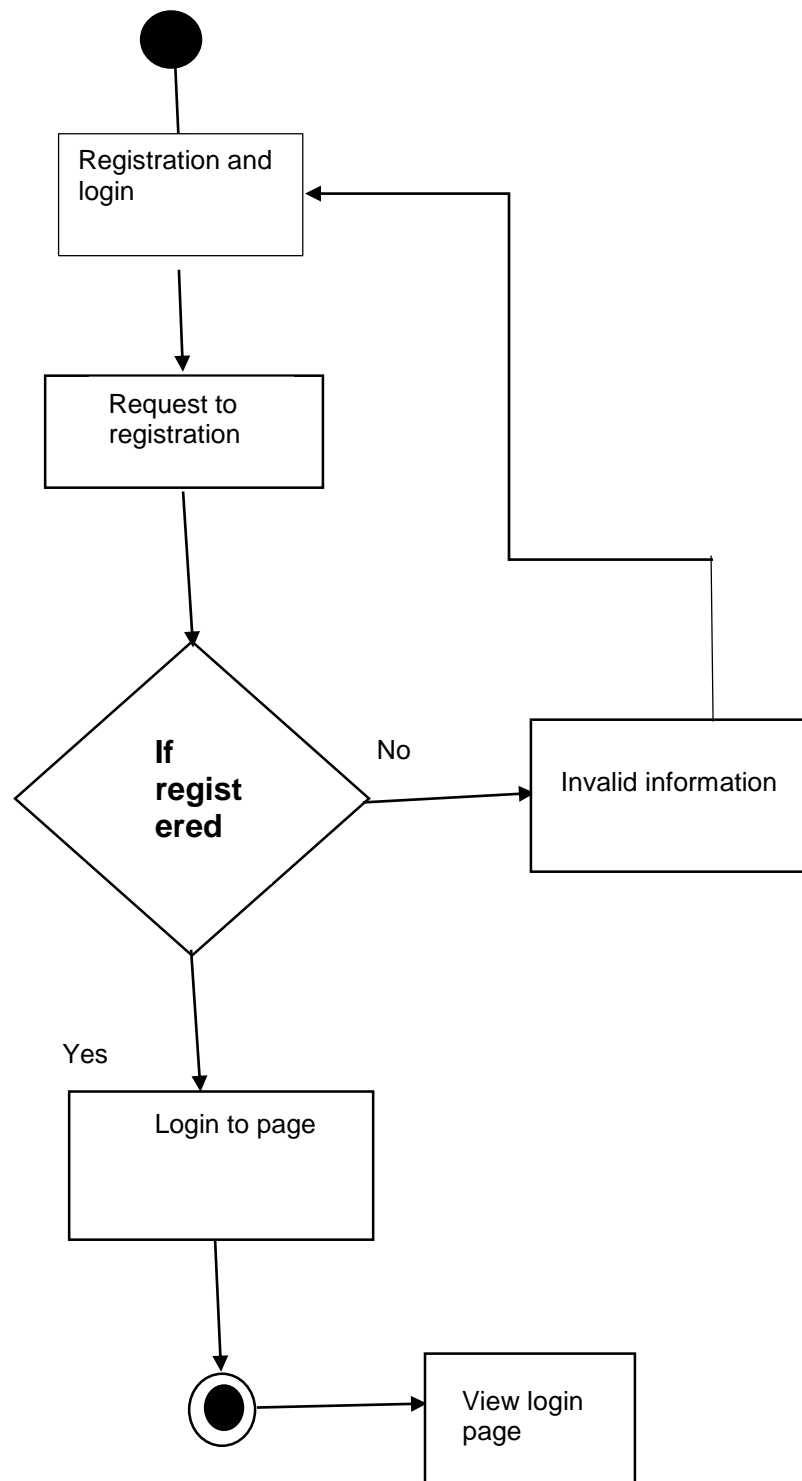 Registration and
login
Request to
registration
If
regist
ered
No
Invalid information
Yes
Login to page
View login
page